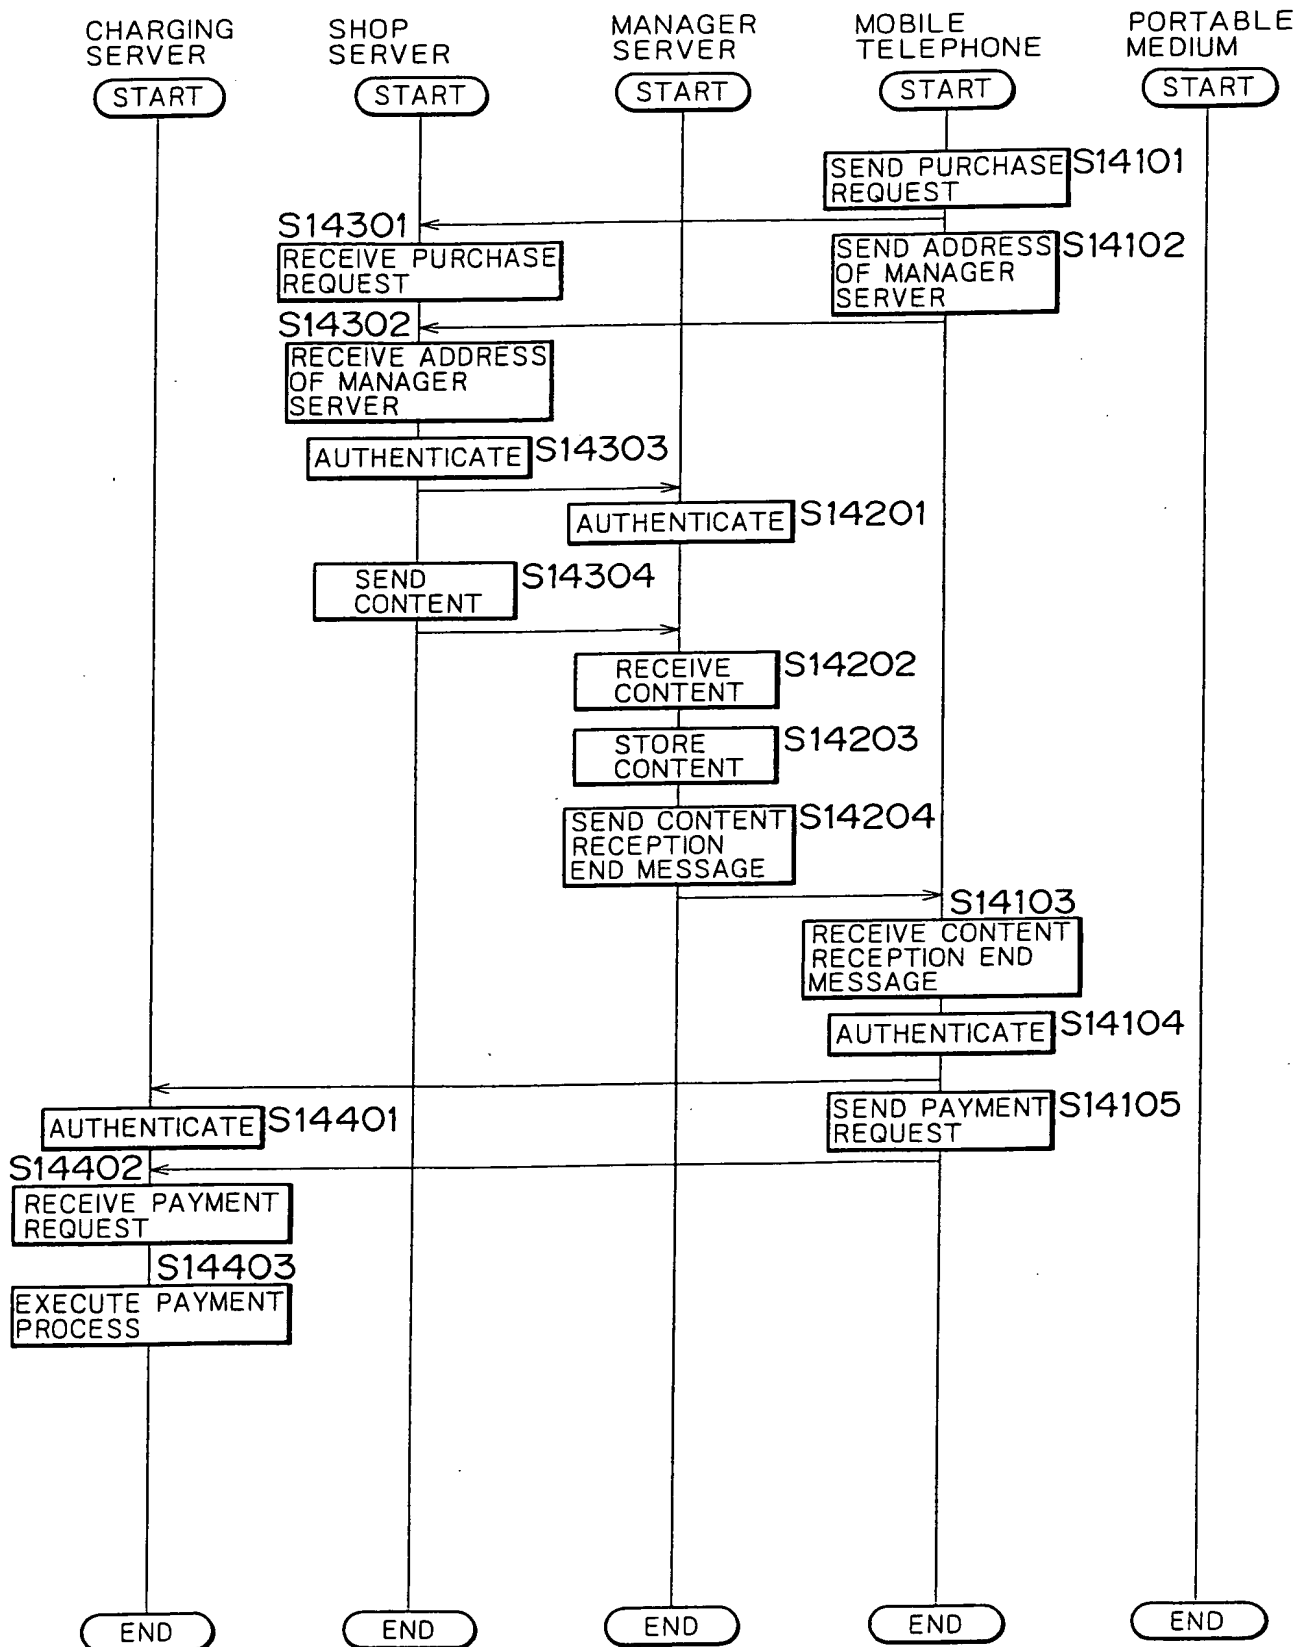 CHARGING
SERVER
SHOP
SERVER
MANAGER
SERVER
MOBILE
TELEPHONE
PORTABLE
MEDIUM
START
START
START
START
START
SEND PURCHASE
REQUEST
S14101
S14301
RECEIVE PURCHASE
REQUEST
SEND ADDRESS
OF MANAGER
SERVER
S14102
S14302
RECEIVE ADDRESS
OF MANAGER
SERVER
AUTHENTICATE
S14303
AUTHENTICATE
S14201
SEND
CONTENT
S14304
RECEIVE
CONTENT
S14202
STORE
CONTENT
S14203
SEND CONTENT
RECEPTION
END MESSAGE
S14204
S14103
RECEIVE CONTENT
RECEPTION END
MESSAGE
AUTHENTICATE
S14104
AUTHENTICATE
S14401
SEND PAYMENT
REQUEST
S14105
S14402
RECEIVE PAYMENT
REQUEST
S14403
EXECUTE PAYMENT
PROCESS
END
END
END
END
END